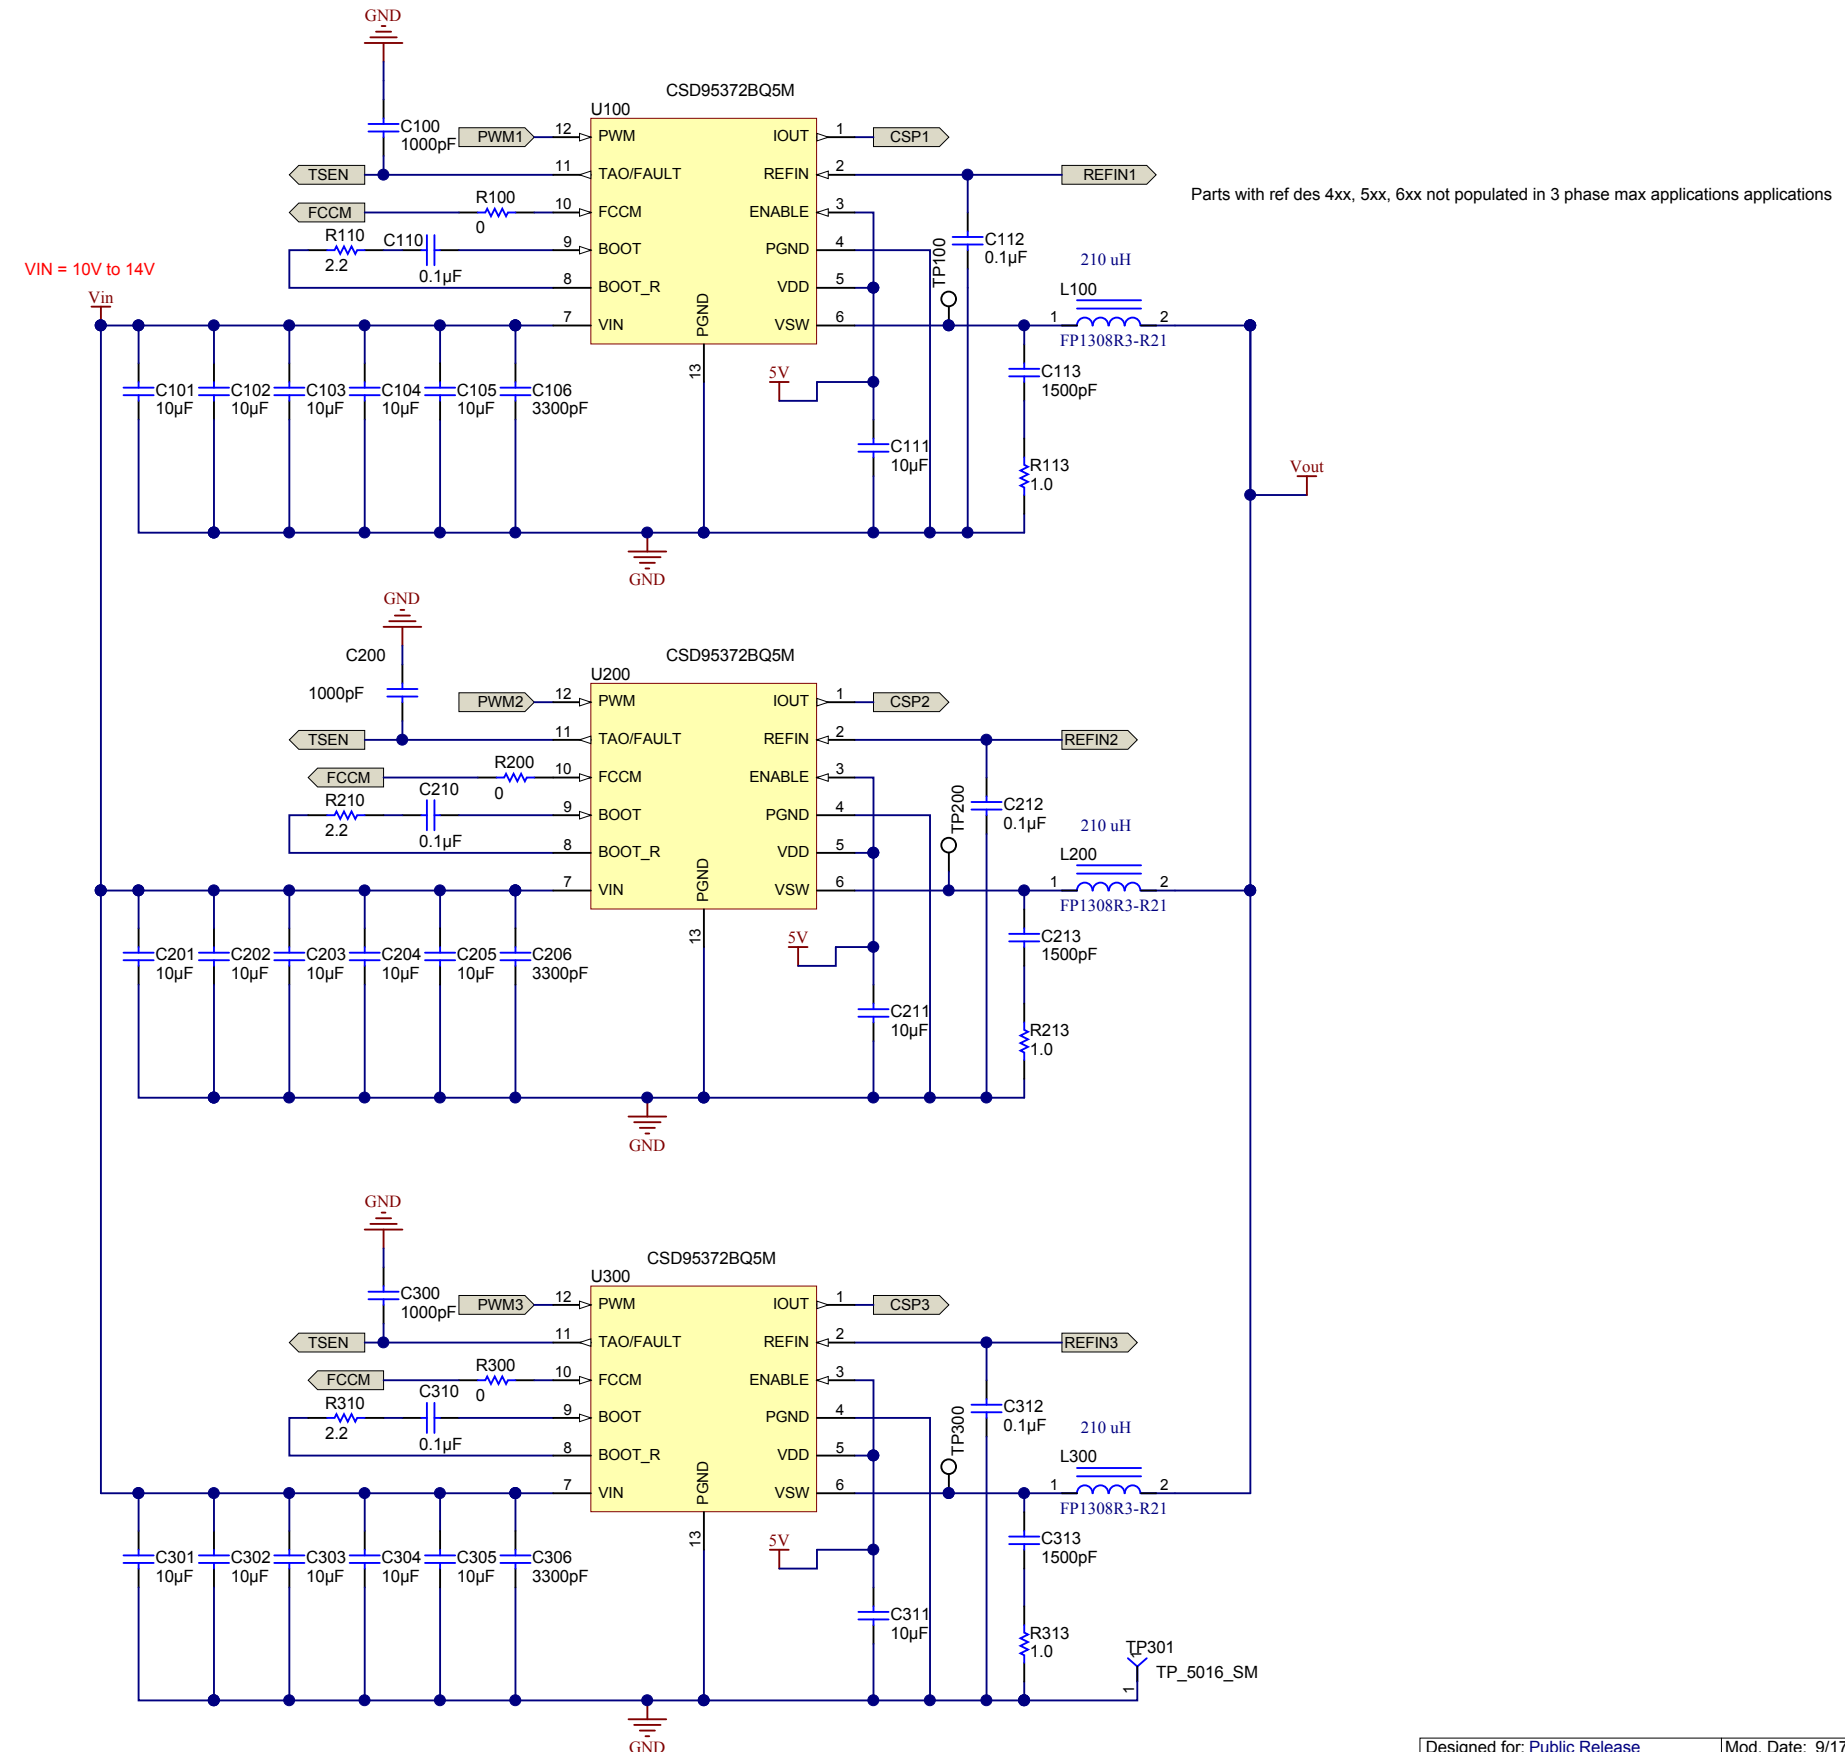 GND
CSD95372BQ5M
U100
C100
1000pF
PWM1
12
PWM
IOUT
1
CSP1
TSEN
11
TAO/FAULT
REFIN
2
REFIN1
Parts with ref des 4xx, 5xx, 6xx not populated in 3 phase max applications applications
FCCM
R100
0
10
FCCM
ENABLE
3
R110
2.2
C110
0.1µF
9
BOOT
PGND
4
TP100
C112
0.1µF
8
BOOT_R
VDD
5
210 uH
VIN = 10V to 14V
Vin
7
VIN
PGND
VSW
6
L100
1
2
FP1308R3-R21
13
5V
C101
10µF
C102
10µF
C103
10µF
C104
10µF
C105
10µF
C106
3300pF
C113
1500pF
C111
10µF
R113
1.0
Vout
GND
GND
CSD95372BQ5M
U200
C200
1000pF
PWM2
12
PWM
IOUT
1
CSP2
TSEN
11
TAO/FAULT
REFIN
2
REFIN2
FCCM
R200
0
10
FCCM
ENABLE
3
R210
2.2
C210
0.1µF
9
BOOT
PGND
4
TP200
C212
0.1µF
8
BOOT_R
VDD
5
210 uH
7
VIN
PGND
VSW
6
L200
1
2
FP1308R3-R21
13
5V
C201
10µF
C202
10µF
C203
10µF
C204
10µF
C205
10µF
C206
3300pF
C213
1500pF
C211
10µF
R213
1.0
GND
GND
CSD95372BQ5M
U300
C300
1000pF
PWM3
12
PWM
IOUT
1
CSP3
TSEN
11
TAO/FAULT
REFIN
2
REFIN3
FCCM
R300
0
10
FCCM
ENABLE
3
R310
2.2
C310
0.1µF
9
BOOT
PGND
4
TP300
C312
0.1µF
8
BOOT_R
VDD
5
210 uH
7
VIN
PGND
VSW
6
L300
1
2
FP1308R3-R21
13
5V
C301
10µF
C302
10µF
C303
10µF
C304
10µF
C305
10µF
C306
3300pF
C313
1500pF
C311
10µF
R313
1.0
TP301
TP_5016_SM
1
GND
Designed for: Public Release
Mod. Date: 9/17